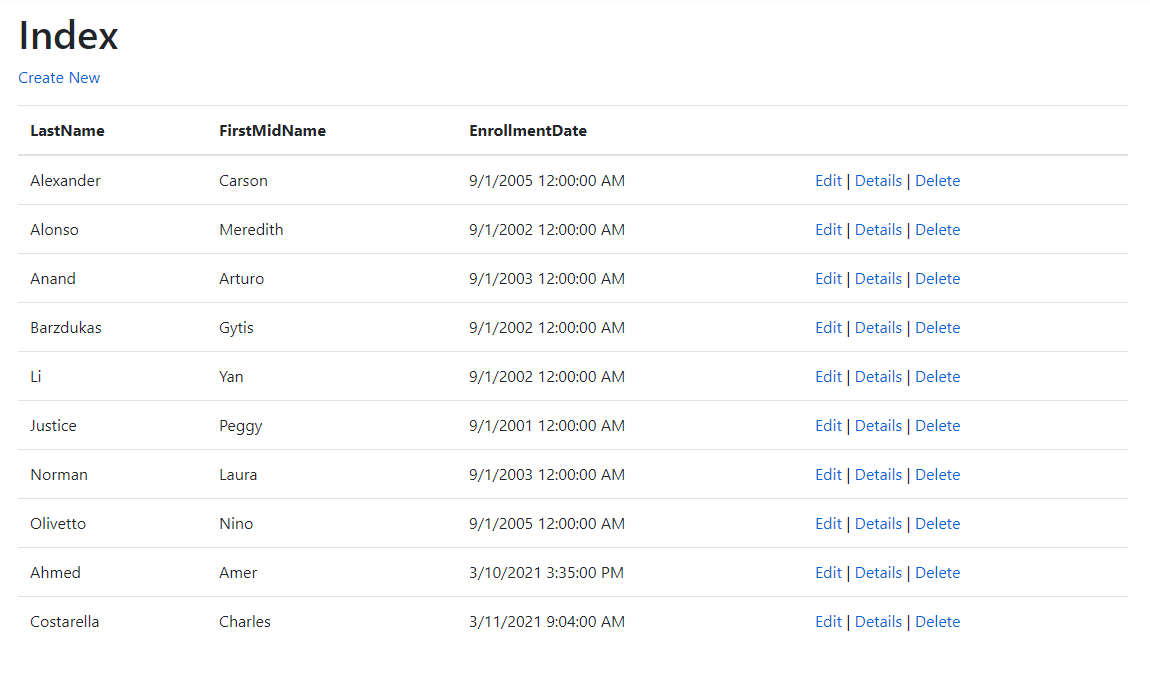 Index
Create New
LastName FirstMidName EnrollmentDate
Alexander Carson 9/1/2005 12:00:00 AM Edit | Details | Delete
Alonso Meredith 9/1/2002 12:00:00 AM Edit | Details | Delete
Anand Arturo 9/1/2003 12:00:00 AM Edit | Details | Delete
Barzdukas Gytis 9/1/2002 12:00:00 AM Edit | Details | Delete
Li Yan 9/1/2002 12:00:00 AM Edit | Details | Delete
Justice Peggy 9/1/2001 12:00:00 AM Edit | Details | Delete
Norman Laura 9/1/2003 12:00:00 AM Edit | Details | Delete
Olivetto Nino 9/1/2005 12:00:00 AM Edit | Details | Delete
Ahmed Amer 3/10/2021 3:35:00 PM Edit | Details | Delete
Costarella Charles 3/11/2021 9:04:00 AM Edit | Details | Delete